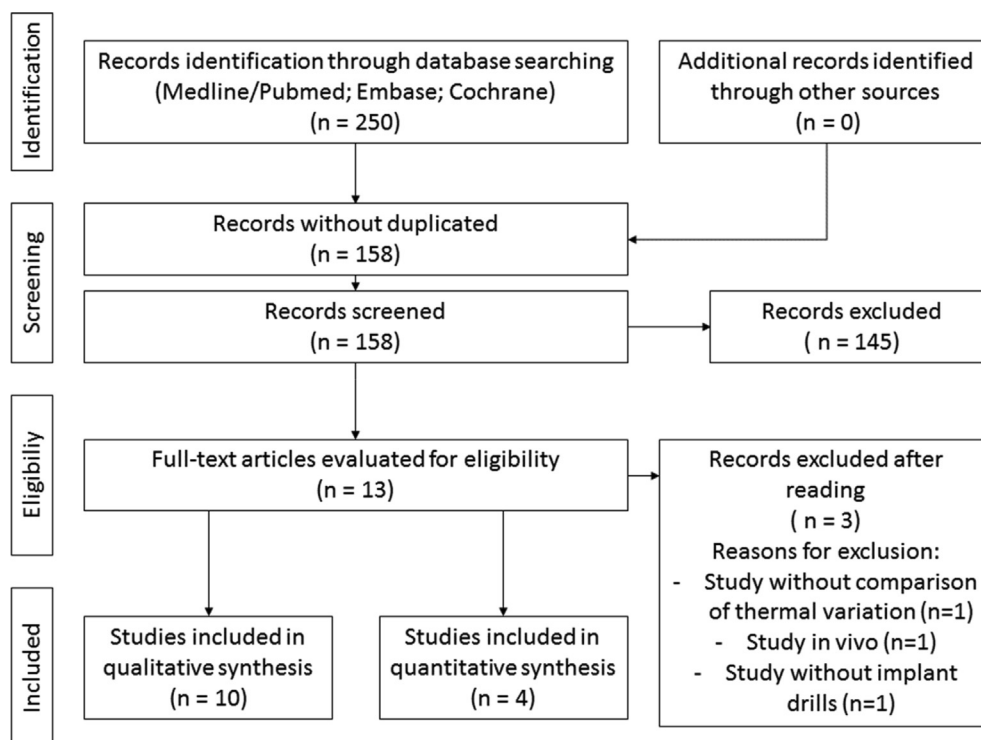 Identification
Records identification through database searching
(Medline/Pubmed; Embase; Cochrane)
(n = 250)
Additional records identified
through other sources
(n = 0)
Screening
Records without duplicated
(n = 158)
Records screened
(n = 158)
Records excluded
( n = 145)
Eligibiliy
Full-text articles evaluated for eligibility
(n = 13)
Records excluded after
reading
( n = 3)
Reasons for exclusion:
- Study without comparison
of thermal variation (n=1)
- Study in vivo (n=1)
- Study without implant
drills (n=1)
Included
Studies included in
qualitative synthesis
(n = 10)
Studies included in
quantitative synthesis
(n = 4)